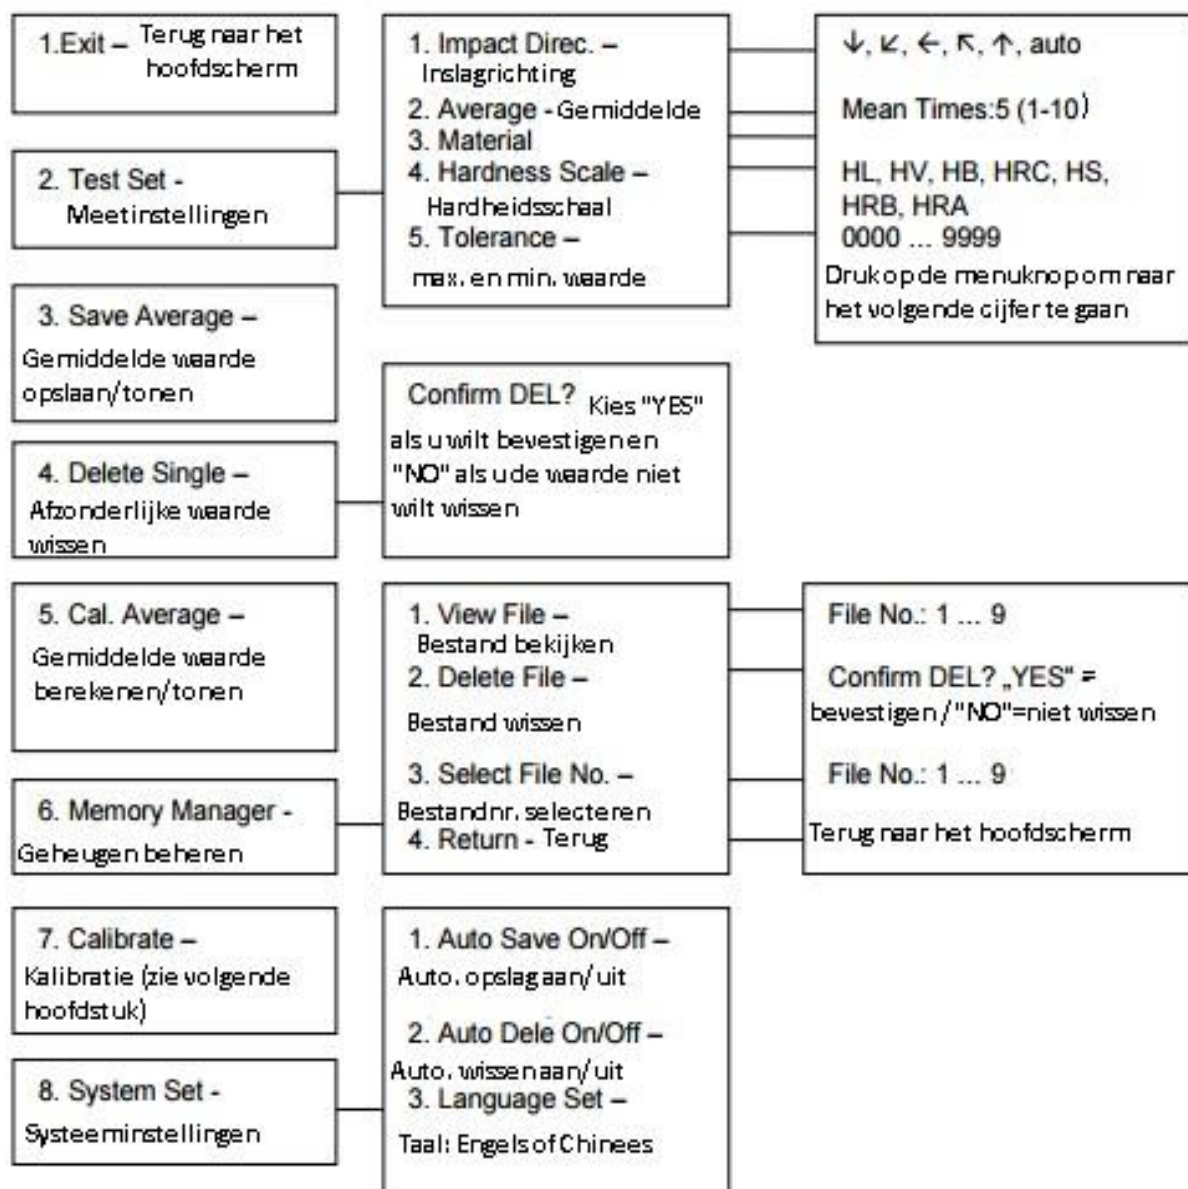 1.Exit – Terug naar het
hoofdscherm
1. Impact Direc. –
Inslagrichting
2. Average - Gemiddelde
3. Material
4. Hardness Scale –
Hardheidsschaal
5. Tolerance –
max. en min. waarde
↓, ↙, ←, ↖, ↑, auto
Mean Times:5 (1-10)
HL, HV, HB, HRC, HS,
HRB, HRA
0000 ... 9999
Druk op de menuknop om naar
het volgende cijfer te gaan
2. Test Set -
Meetinstellingen
3. Save Average –
Gemiddelde waarde
opslaan/tonen
4. Delete Single –
Afzonderlijke waarde
wissen
Confirm DEL? Kies "YES"
als u wilt bevestigen en
"NO" als u de waarde niet
wilt wissen
5. Cal. Average –
Gemiddelde waarde
berekenen/tonen
6. Memory Manager -
Geheugen beheren
1. View File –
Bestand bekijken
2. Delete File –
Bestand wissen
3. Select File No. –
Bestandnr. selecteren
4. Return - Terug
File No.: 1 ... 9
Confirm DEL? „YES" =
bevestigen / "NO"=niet wissen
File No.: 1 ... 9
Terug naar het hoofdscherm
7. Calibrate –
Kalibratie (zie volgende
hoofdstuk)
8. System Set -
Systeeminstellingen
1. Auto Save On/Off –
Auto. opslag aan/uit
2. Auto Dele On/Off –
Auto. wissen aan/uit
3. Language Set –
Taal: Engels of Chinees